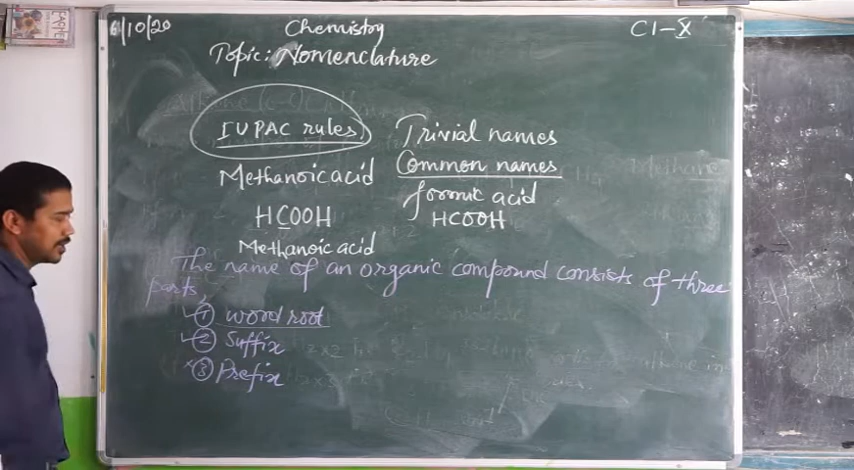 6/10/20 Chemistry Cl-X
Topic: Nomenclature
IUPAC rules Trivial names
Common names
Methanoic acid formic acid
HCOOH HCOOH
Methanoic acid
The name of an organic compound consists of three
parts,
① word root
② Suffix
③ Prefix